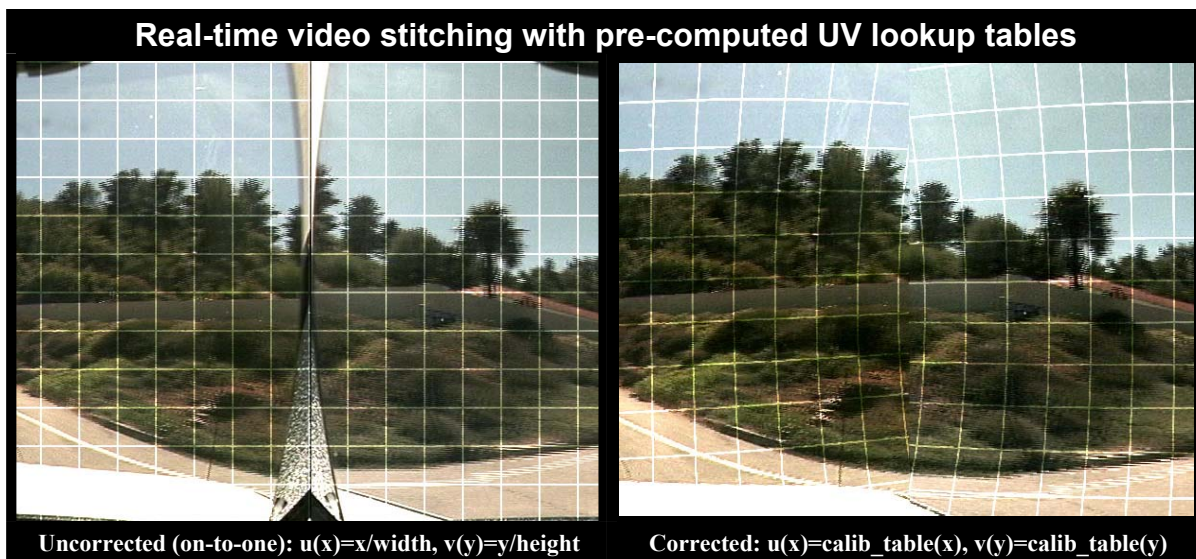 Real-time video stitching with pre-computed UV lookup tables
Uncorrected (on-to-one): u(x)=x/width, v(y)=y/height
Corrected: u(x)=calib_table(x), v(y)=calib_table(y)